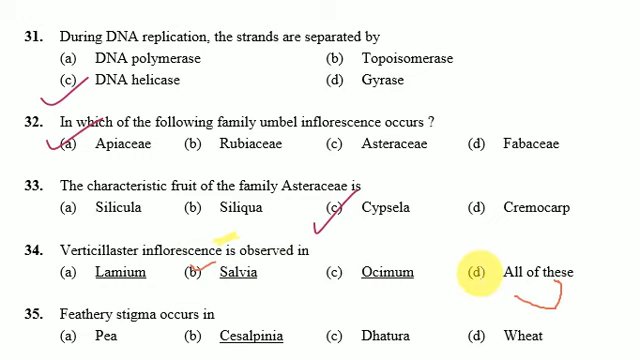 31. During DNA replication, the strands are separated by
(a) DNA polymerase (b) Topoisomerase
(c) DNA helicase (d) Gyrase
32. In which of the following family umbel inflorescence occurs ?
(a) Apiaceae (b) Rubiaceae (c) Asteraceae (d) Fabaceae
33. The characteristic fruit of the family Asteraceae is
(a) Silicula (b) Siliqua (c) Cypsela (d) Cremocarp
34. Verticillaster inflorescence is observed in
(a) Lamium (b) Salvia (c) Ocimum (d) All of these
35. Feathery stigma occurs in
(a) Pea (b) Cesalpinia (c) Dhatura (d) Wheat